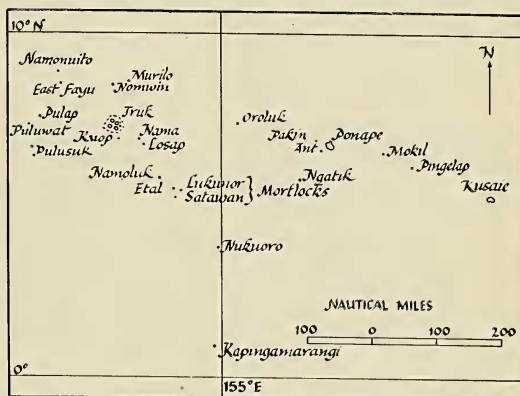 10° N
Namonuito
N
Murilo
East Fayu
Nomwin
Pulap
Truk
Oroluk
Puluwat
Kuop
Nama
Pakin
Ponape
Pulusuk
Losap
Ant
Mokil
Namoluk
Pingelap
Etal
Lukunor
Satawan
Mortlocks
Ngatik
Kusaie
Nukuoro
NAUTICAL MILES
100 0 100 200
Kapingamarangi
0°
155° E